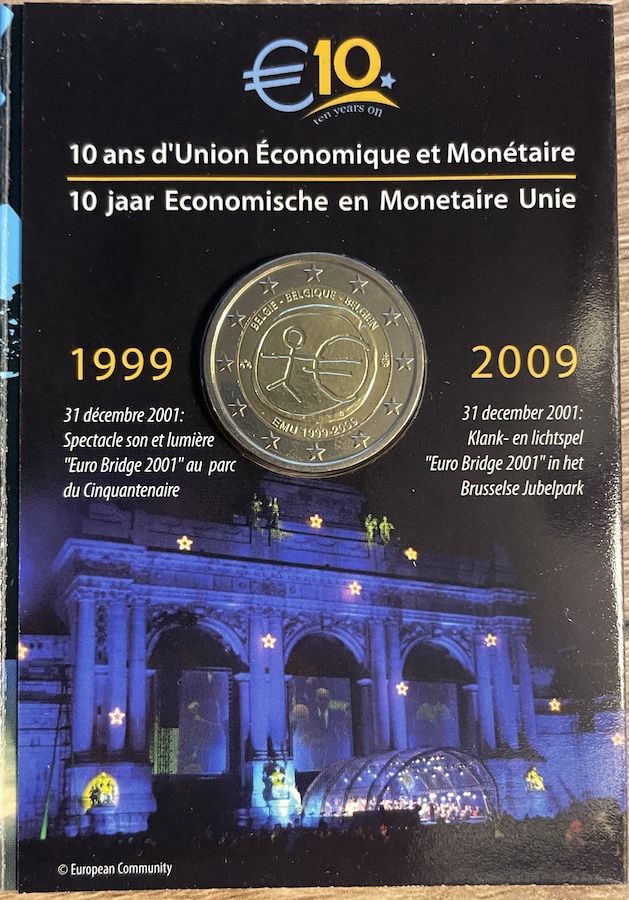 €10
ten years on
10 ans d'Union Économique et Monétaire
10 jaar Economische en Monetaire Unie
BELGIE - BELGIQUE - BELGIEN
EMU 1999-2009
1999
31 décembre 2001:
Spectacle son et lumière
"Euro Bridge 2001" au parc
du Cinquantenaire
2009
31 december 2001:
Klank- en lichtspel
"Euro Bridge 2001" in het
Brusselse Jubelpark
© European Community